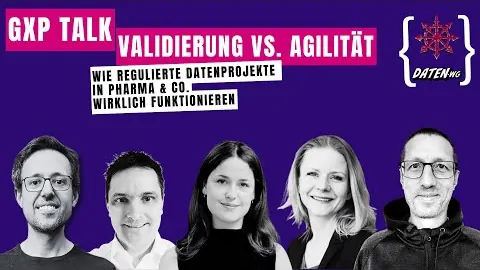 GXP TALK
VALIDIERUNG VS. AGILITÄT
WIE REGULIERTE DATENPROJEKTE
IN PHARMA & CO.
WIRKLICH FUNKTIONIEREN
DATEN.WG